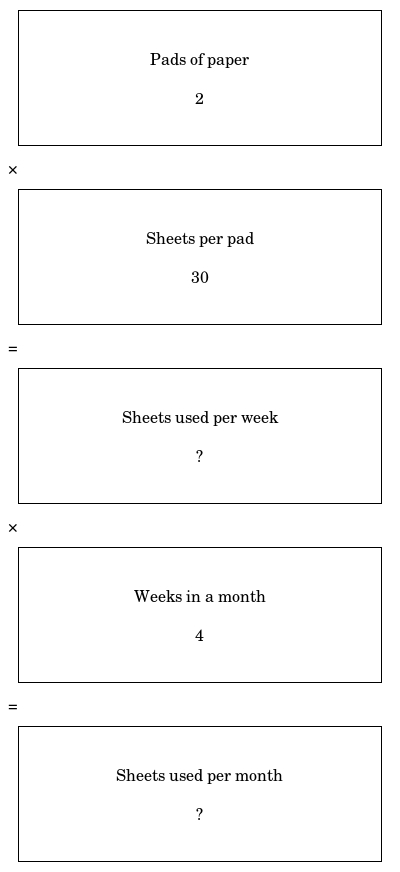 Pads of paper
2
×
Sheets per pad
30
=
Sheets used per week
?
×
Weeks in a month
4
=
Sheets used per month
?